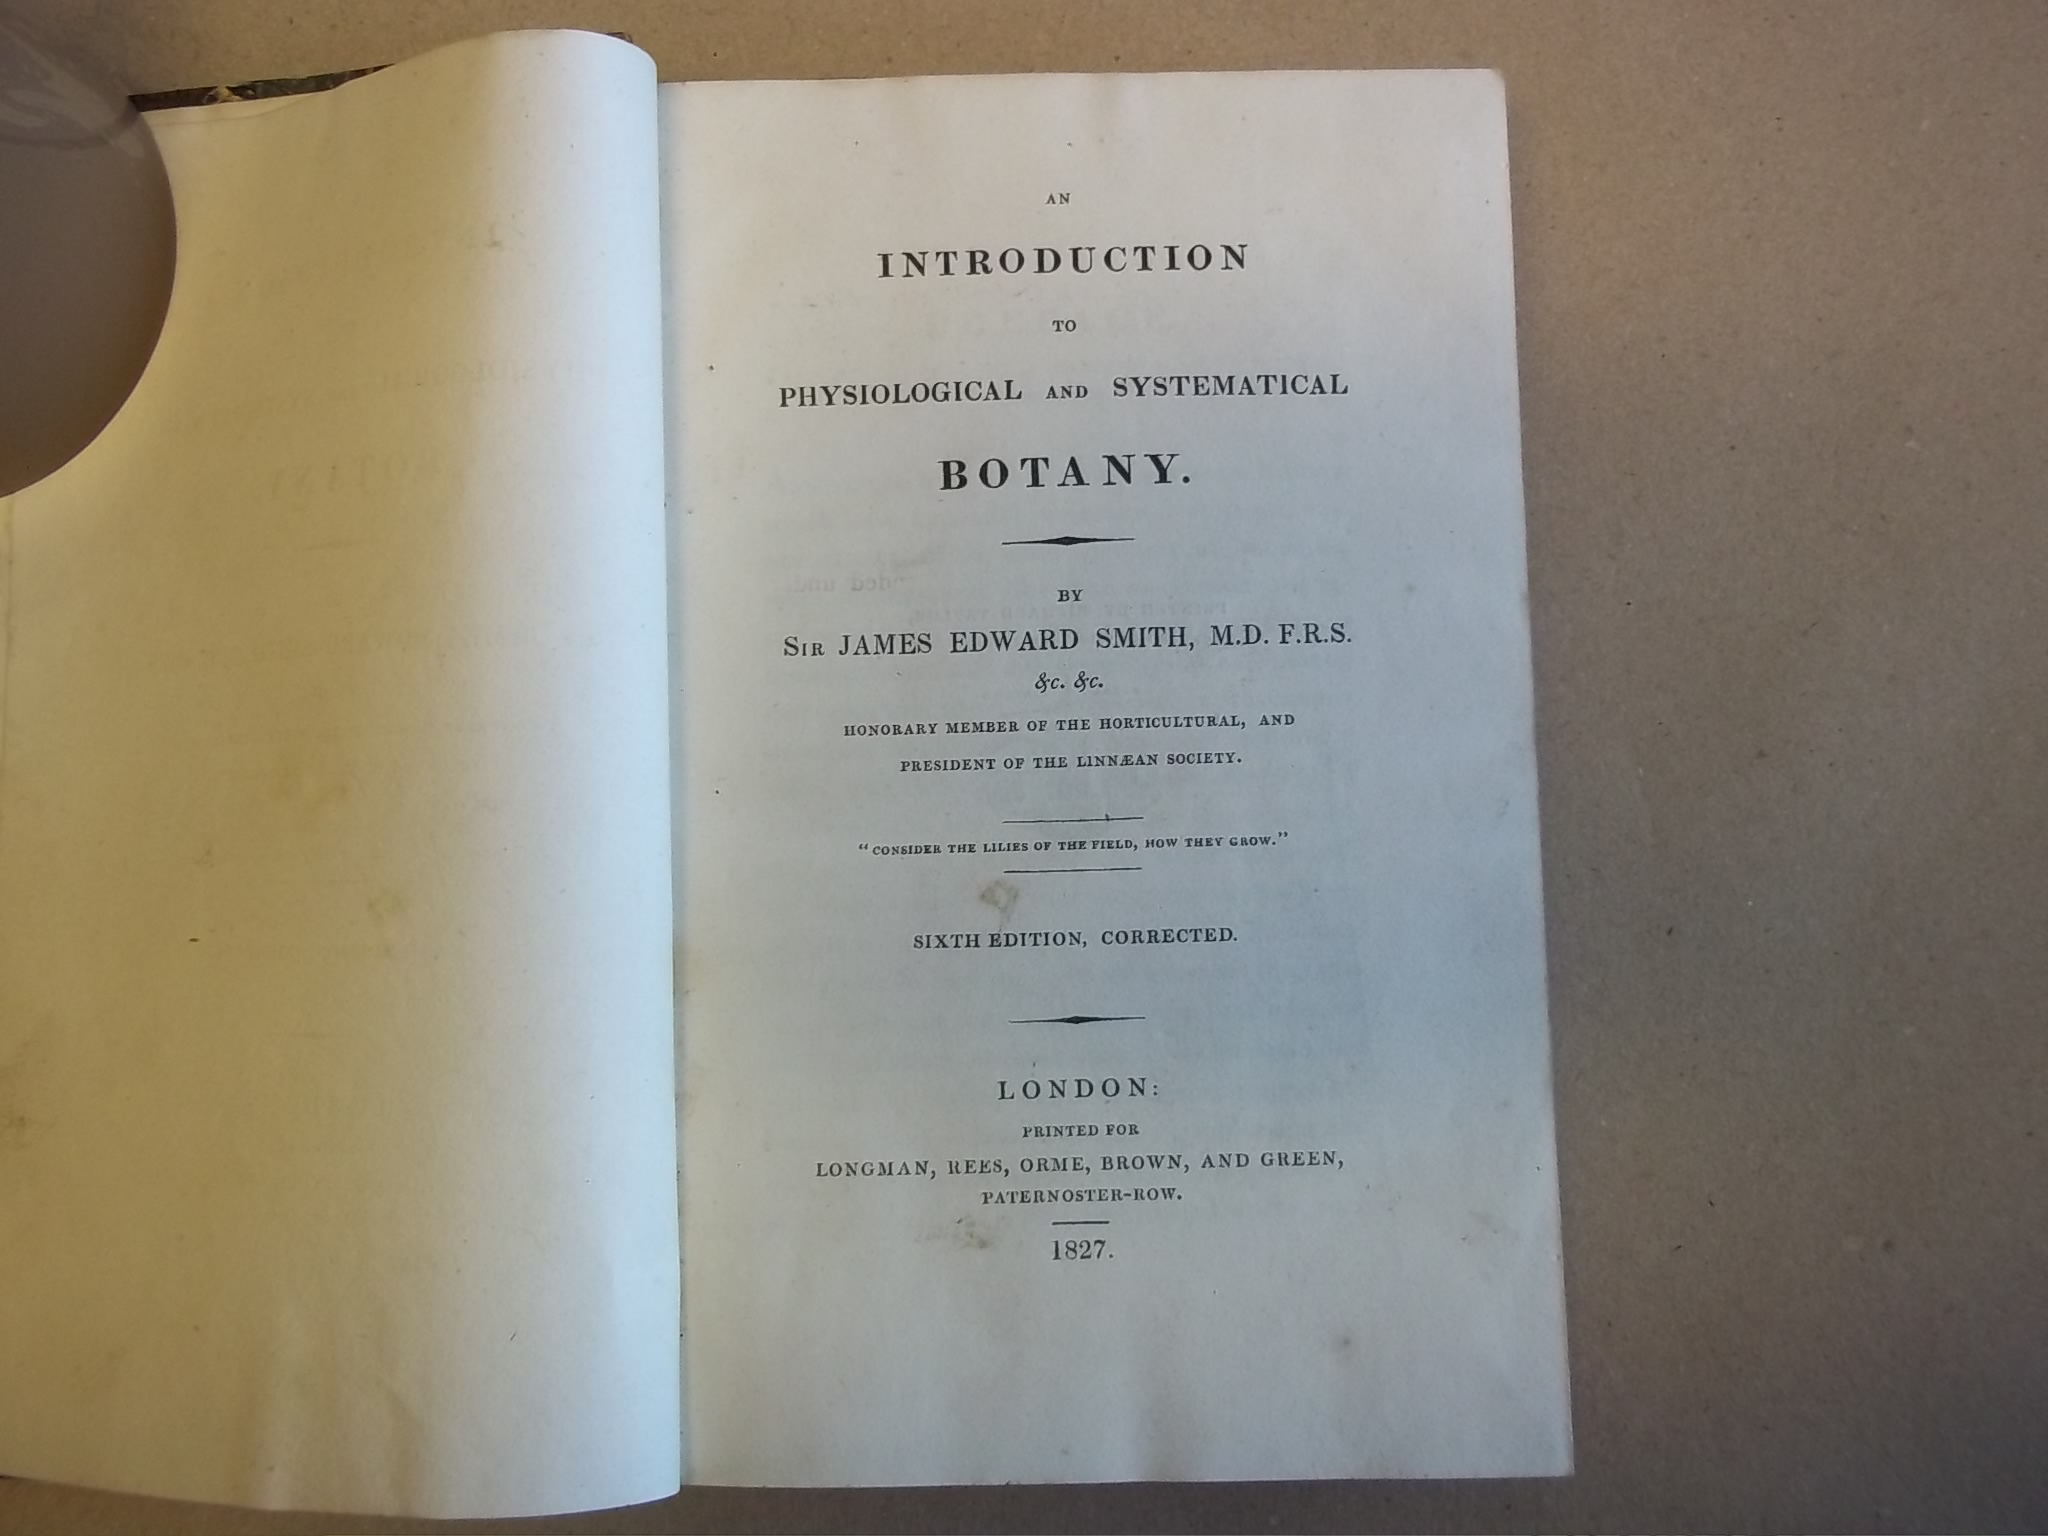 AN
INTRODUCTION
TO
PHYSIOLOGICAL AND SYSTEMATICAL
BOTANY.
BY
SIR JAMES EDWARD SMITH, M.D. F.R.S.
&c. &c.
HONORARY MEMBER OF THE HORTICULTURAL, AND
PRESIDENT OF THE LINNÆAN SOCIETY.
“CONSIDER THE LILIES OF THE FIELD, HOW THEY GROW.”
SIXTH EDITION, CORRECTED.
LONDON:
PRINTED FOR
LONGMAN, REES, ORME, BROWN, AND GREEN,
PATERNOSTER-ROW.
1827.